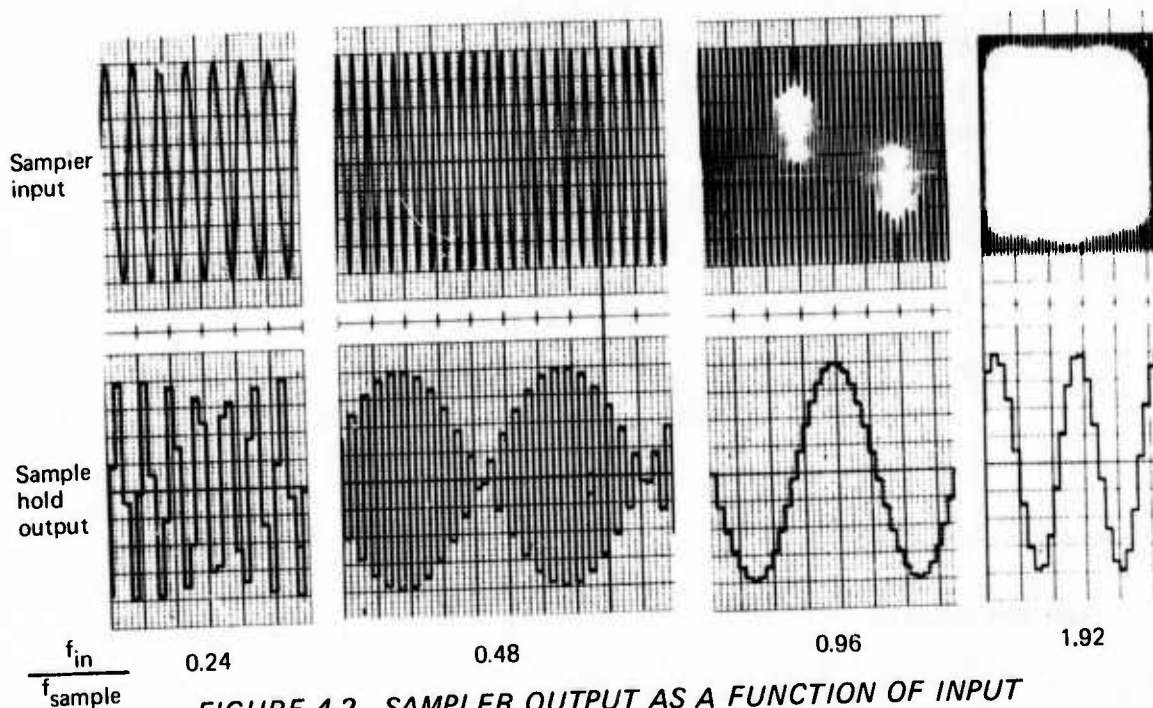 Sampler
input
Sample
hold
output
f_in
f_sample
0.24
0.48
0.96
1.92
FIGURE 4.2 SAMPLER OUTPUT AS A FUNCTION OF INPUT